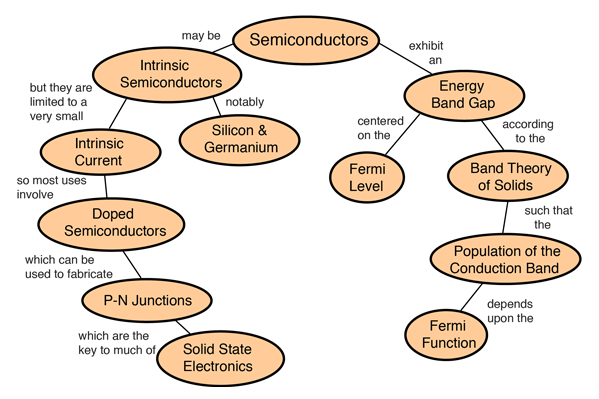 Semiconductors
may be
exhibit
an
Intrinsic
Semiconductors
Energy
Band Gap
but they are
limited to a
very small
notably
centered
on the
according
to the
Silicon &
Germanium
Intrinsic
Current
Fermi
Level
Band Theory
of Solids
so most uses
involve
such that
the
Doped
Semiconductors
Population of the
Conduction Band
which can be
used to fabricate
P-N Junctions
depends
upon the
Fermi
Function
which are the
key to much of
Solid State
Electronics